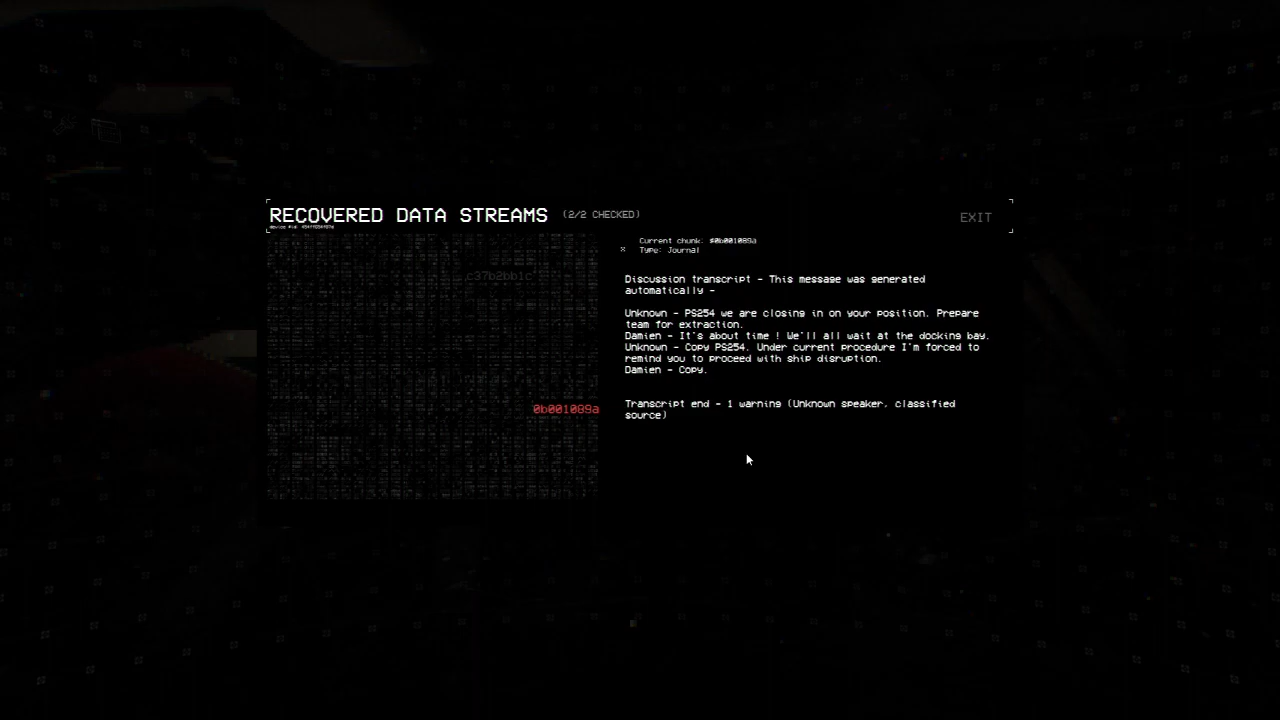 RECOVERED DATA STREAMS (2/2 CHECKED)
EXIT
Current chunk: #0b001089a
Type: Journal
c37b2bb1c
0b001089a
Discussion transcript - This message was generated
automatically -
Unknown - PS254 we are closing in on your position. Prepare
team for extraction.
Damien - It's about time ! We'll all wait at the docking bay.
Unknown - Copy PS254. Under current procedure I'm forced to
remind you to proceed with ship disruption.
Damien - Copy.
Transcript end - 1 warning (Unknown speaker, classified
source)